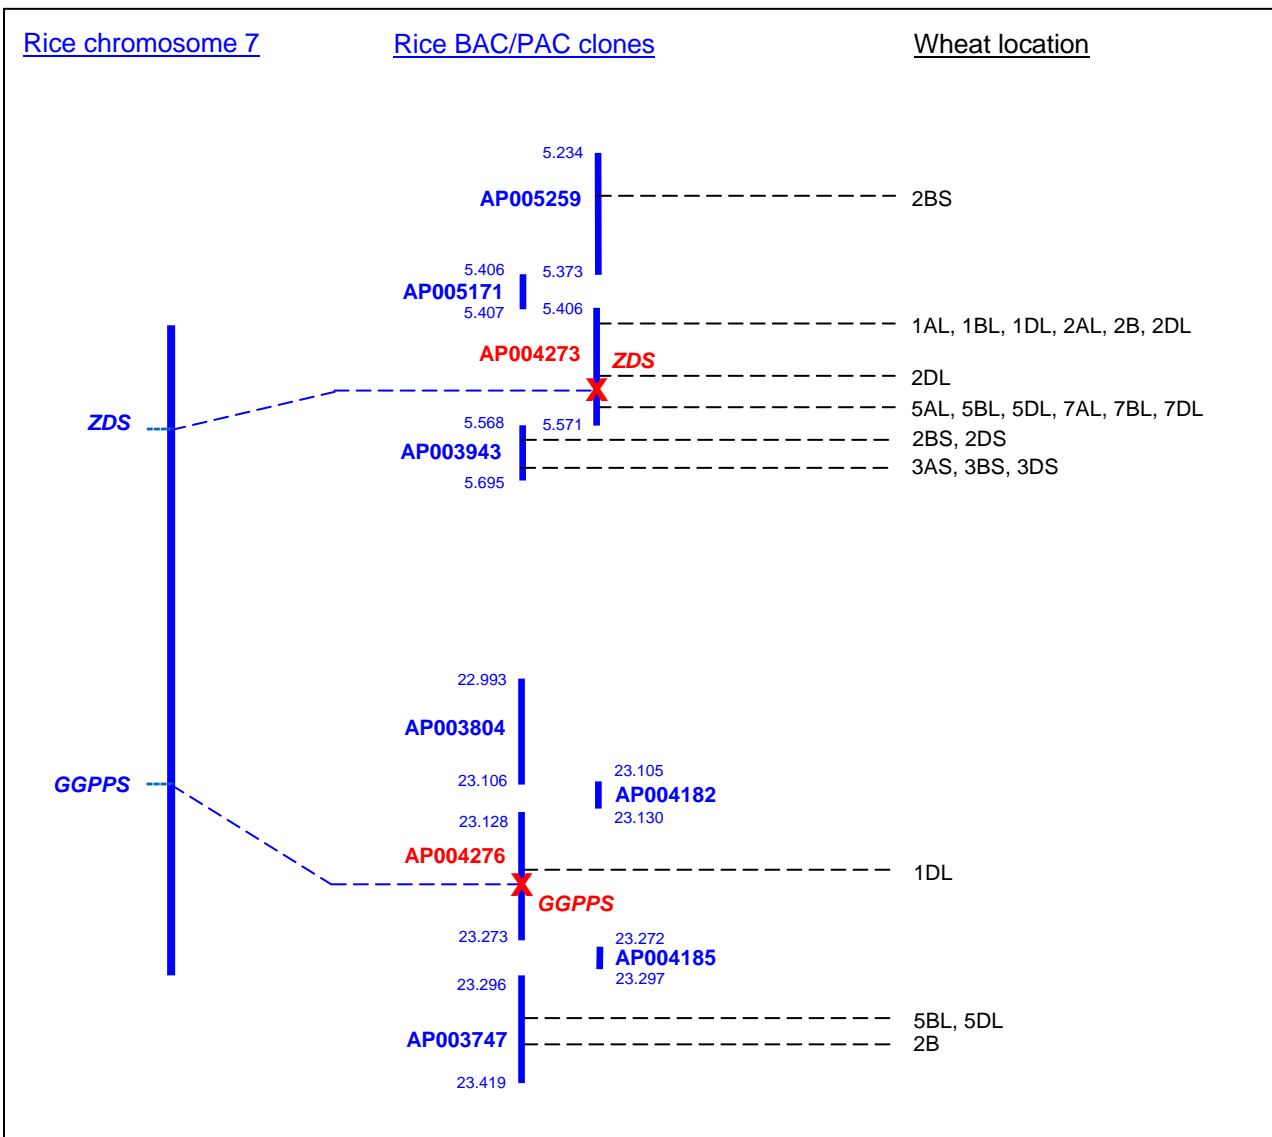 Rice chromosome 7
Rice BAC/PAC clones
Wheat location
5.234
AP005259
2BS
5.406
5.373
AP005171
5.407
5.406
1AL, 1BL, 1DL, 2AL, 2B, 2DL
AP004273
ZDS
2DL
X
5AL, 5BL, 5DL, 7AL, 7BL, 7DL
ZDS
5.568
5.571
2BS, 2DS
AP003943
3AS, 3BS, 3DS
5.695
22.993
AP003804
23.106
23.105
GGPPS
AP004182
23.128
23.130
AP004276
1DL
X
GGPPS
23.273
23.272
AP004185
23.296
23.297
5BL, 5DL
AP003747
2B
23.419